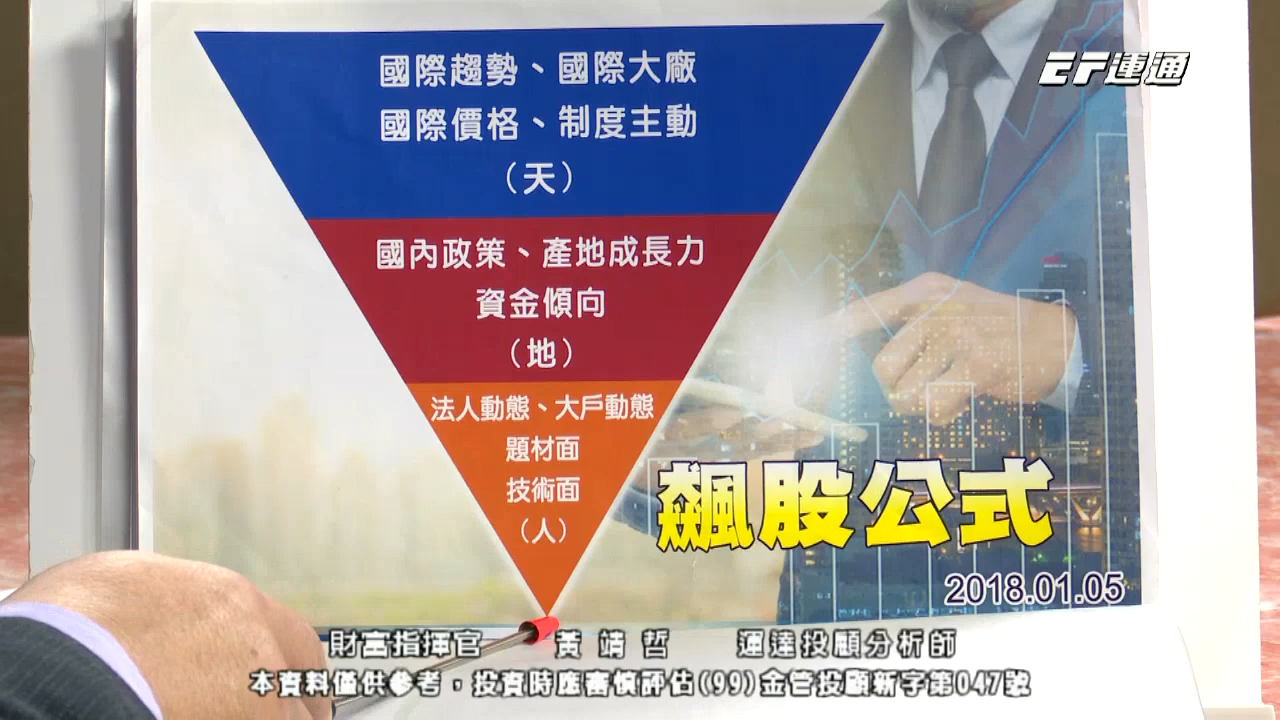 國際趨勢、國際大廠
國際價格、制度主動
（天）
國內政策、產地成長力
資金傾向
（地）
法人動態、大戶動態
題材面
技術面
（人）
EF運通
飆股公式
2018.01.05
財富指揮官 黃靖哲 運達投顧分析師
本資料僅供參考，投資時應審慎評估(99)金管投顧新字第047號